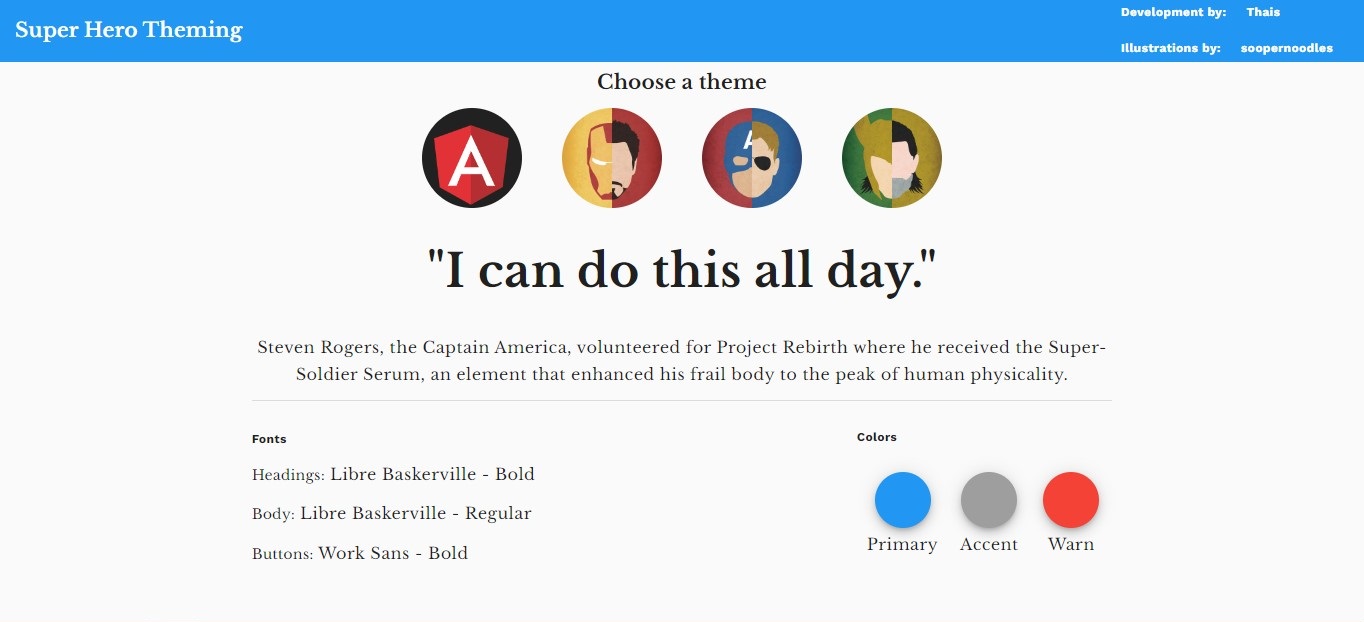 Super Hero Theming
Development by: Thais
Illustrations by: soopernoodles
Choose a theme
A
A
"I can do this all day."
Steven Rogers, the Captain America, volunteered for Project Rebirth where he received the Super-
Soldier Serum, an element that enhanced his frail body to the peak of human physicality.
Fonts
Headings: Libre Baskerville - Bold
Body: Libre Baskerville - Regular
Buttons: Work Sans - Bold
Colors
Primary Accent Warn